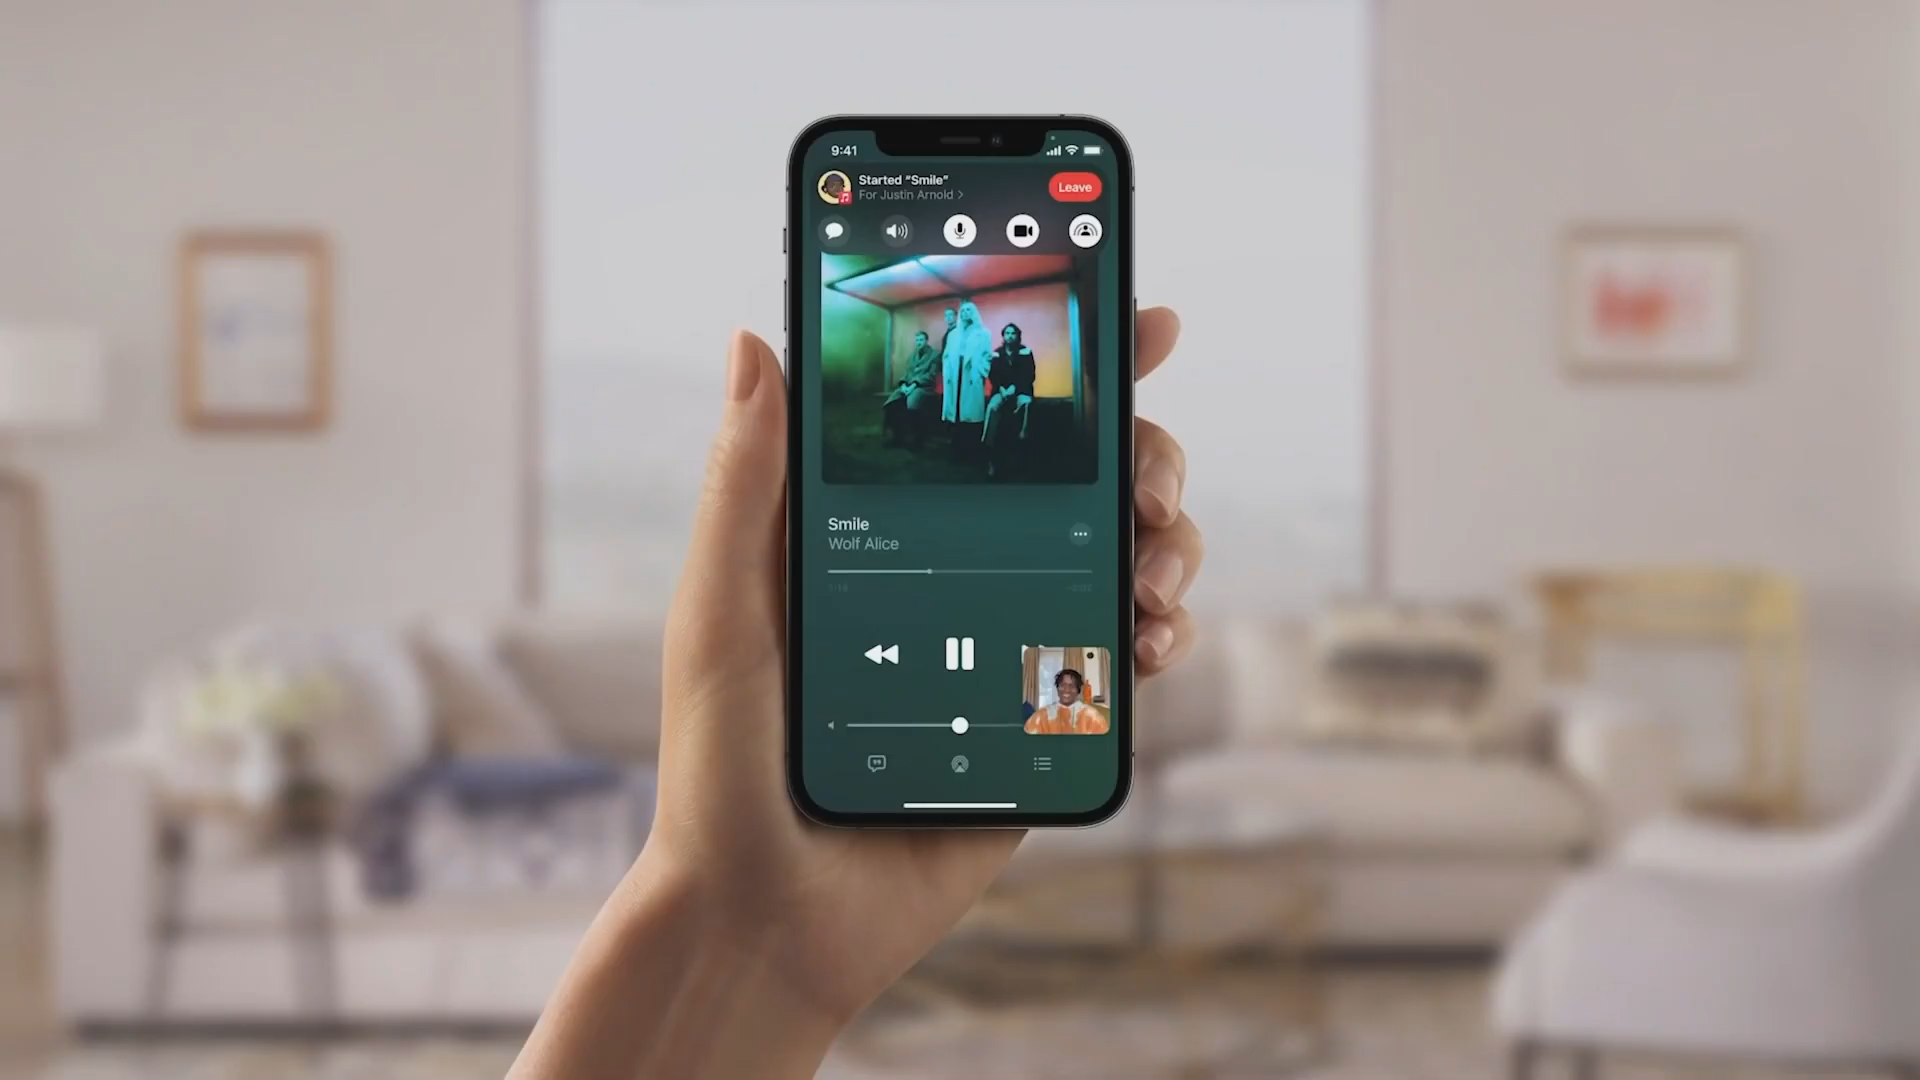 9:41
Started “Smile”
For Justin Arnold >
Leave
Smile
Wolf Alice